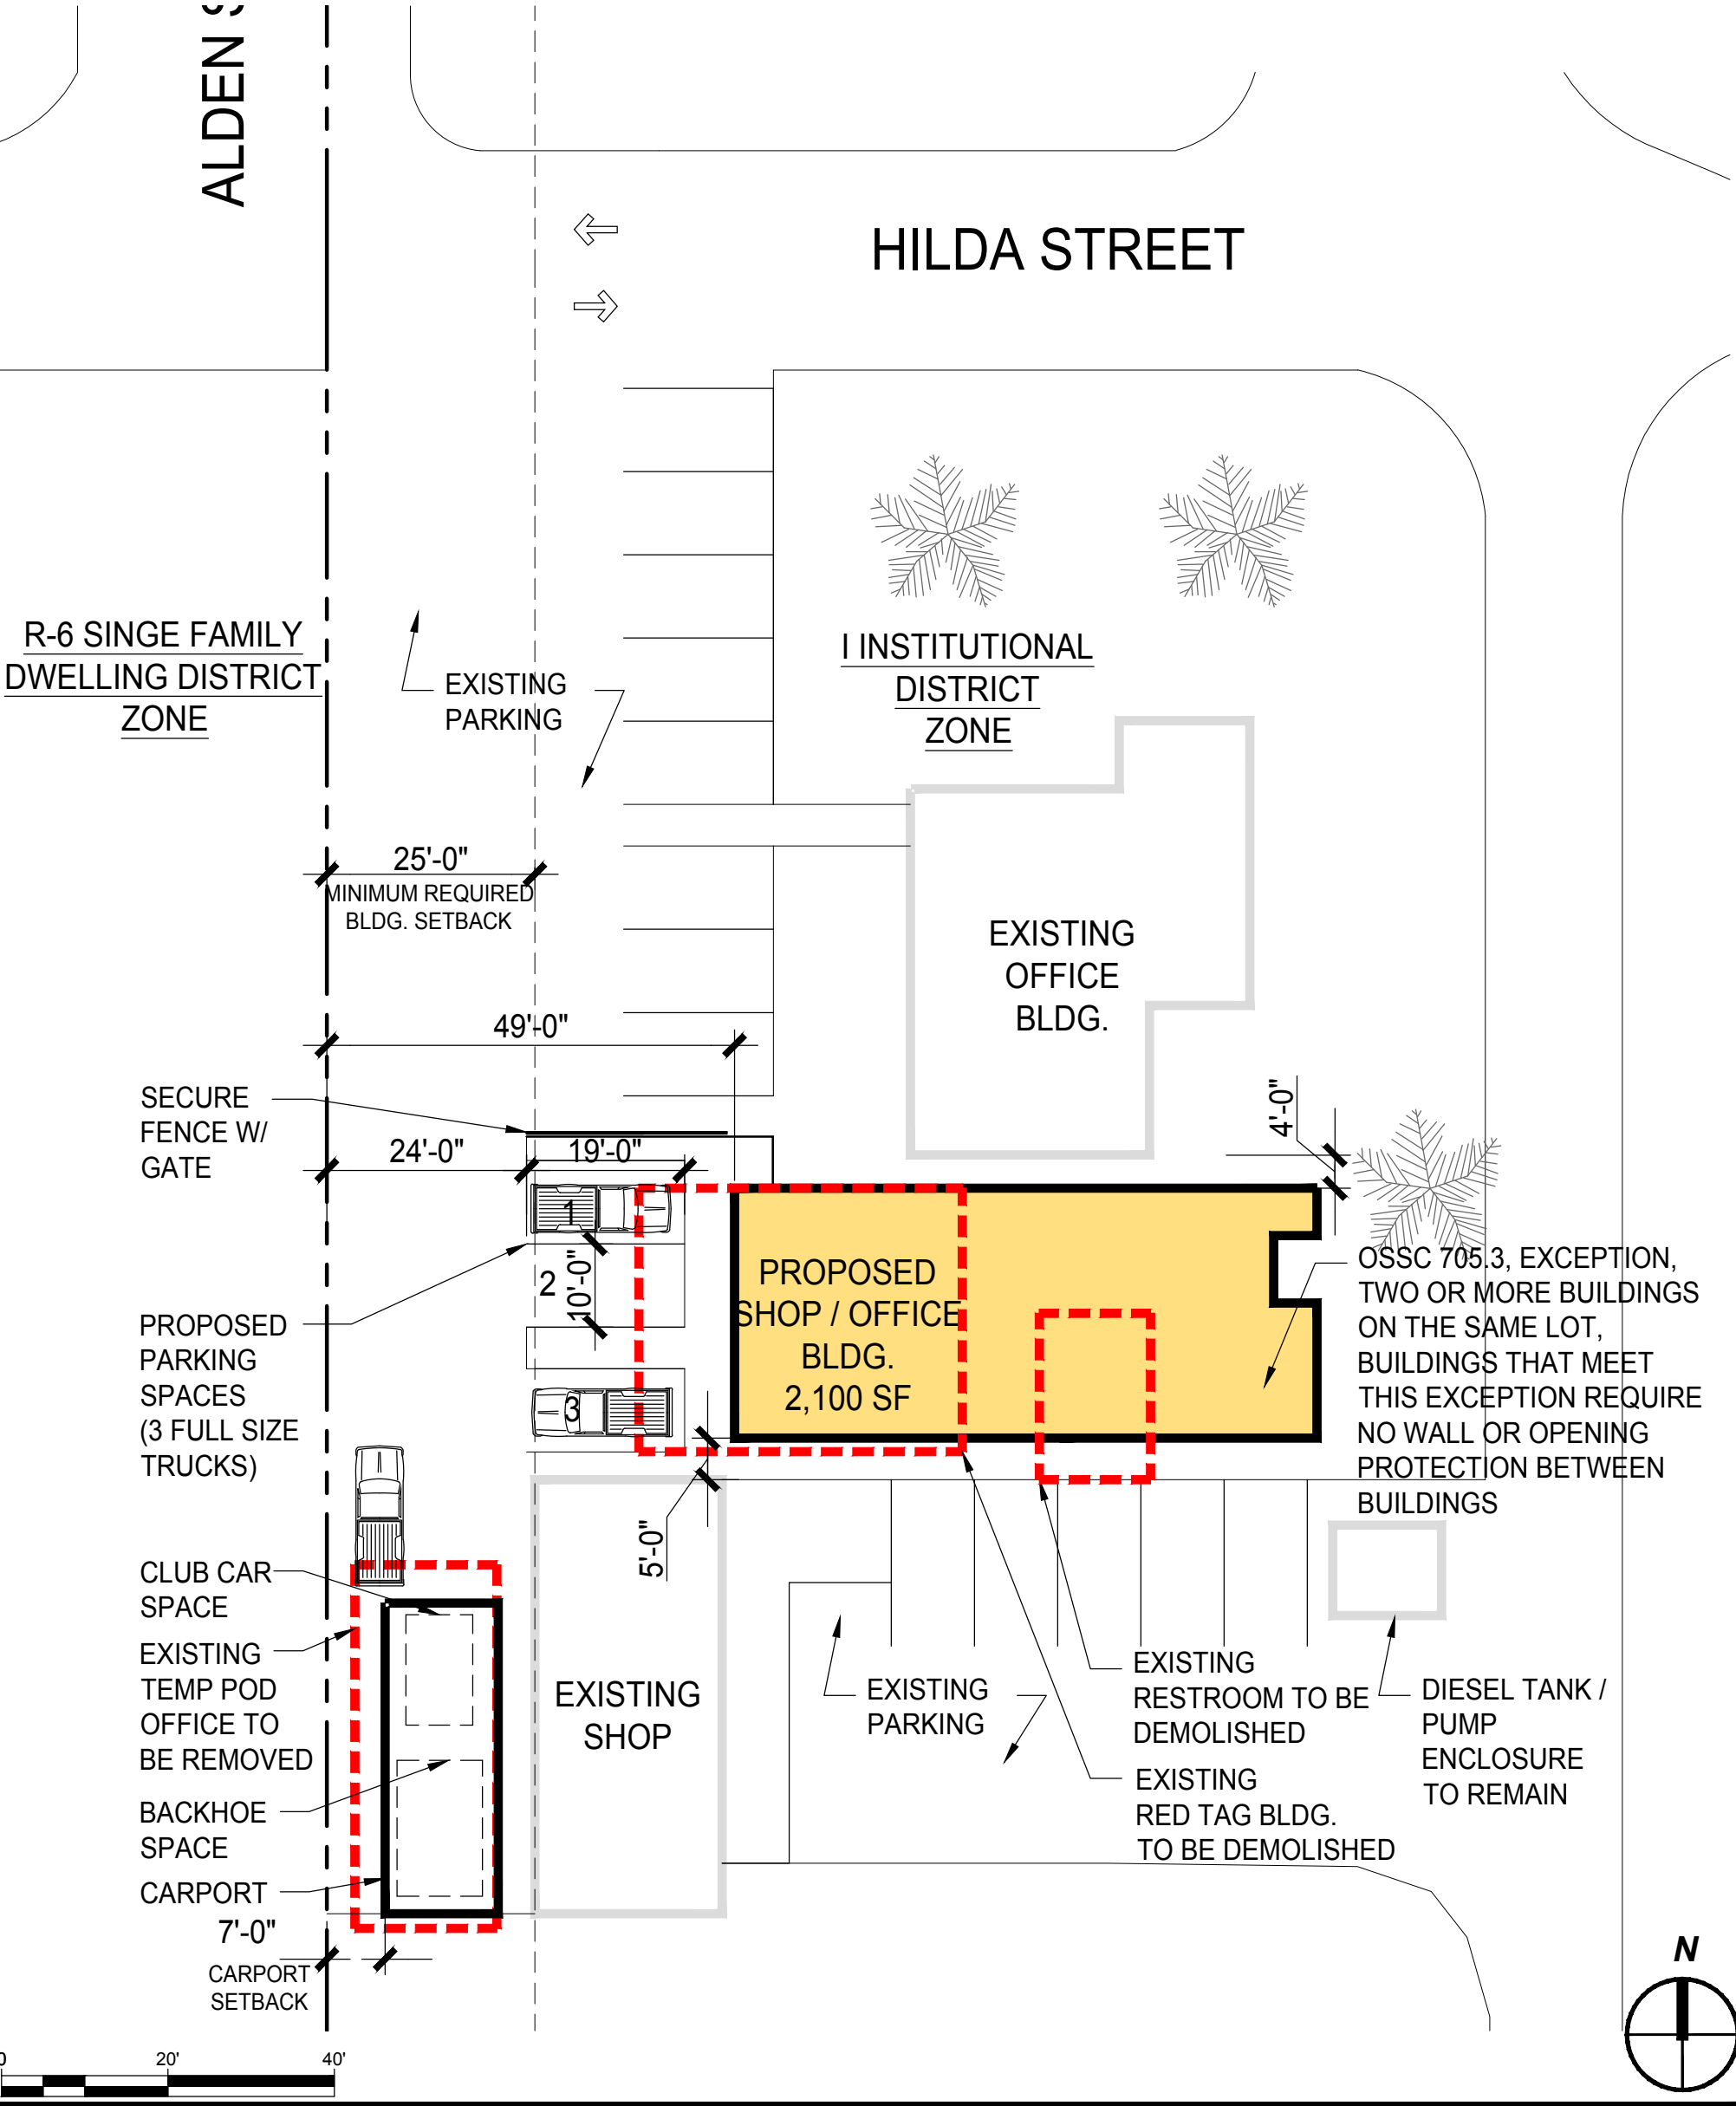 ALDEN
HILDA STREET
R-6 SINGE FAMILY
DWELLING DISTRICT
ZONE
EXISTING
PARKING
I INSTITUTIONAL
DISTRICT
ZONE
25'-0"
MINIMUM REQUIRED
BLDG. SETBACK
EXISTING
OFFICE
BLDG.
49'-0"
SECURE
FENCE W/
GATE
24'-0"
19'-0"
4'-0"
1
2
10'-0"
3
PROPOSED
SHOP / OFFICE
BLDG.
2,100 SF
OSSC 705.3, EXCEPTION,
TWO OR MORE BUILDINGS
ON THE SAME LOT,
BUILDINGS THAT MEET
THIS EXCEPTION REQUIRE
NO WALL OR OPENING
PROTECTION BETWEEN
BUILDINGS
PROPOSED
PARKING
SPACES
(3 FULL SIZE
TRUCKS)
5'-0"
CLUB CAR
SPACE
EXISTING
TEMP POD
OFFICE TO
BE REMOVED
BACKHOE
SPACE
CARPORT
7'-0"
CARPORT
SETBACK
EXISTING
SHOP
EXISTING
PARKING
EXISTING
RESTROOM TO BE
DEMOLISHED
EXISTING
RED TAG BLDG.
TO BE DEMOLISHED
DIESEL TANK /
PUMP
ENCLOSURE
TO REMAIN
N
0
20'
40'